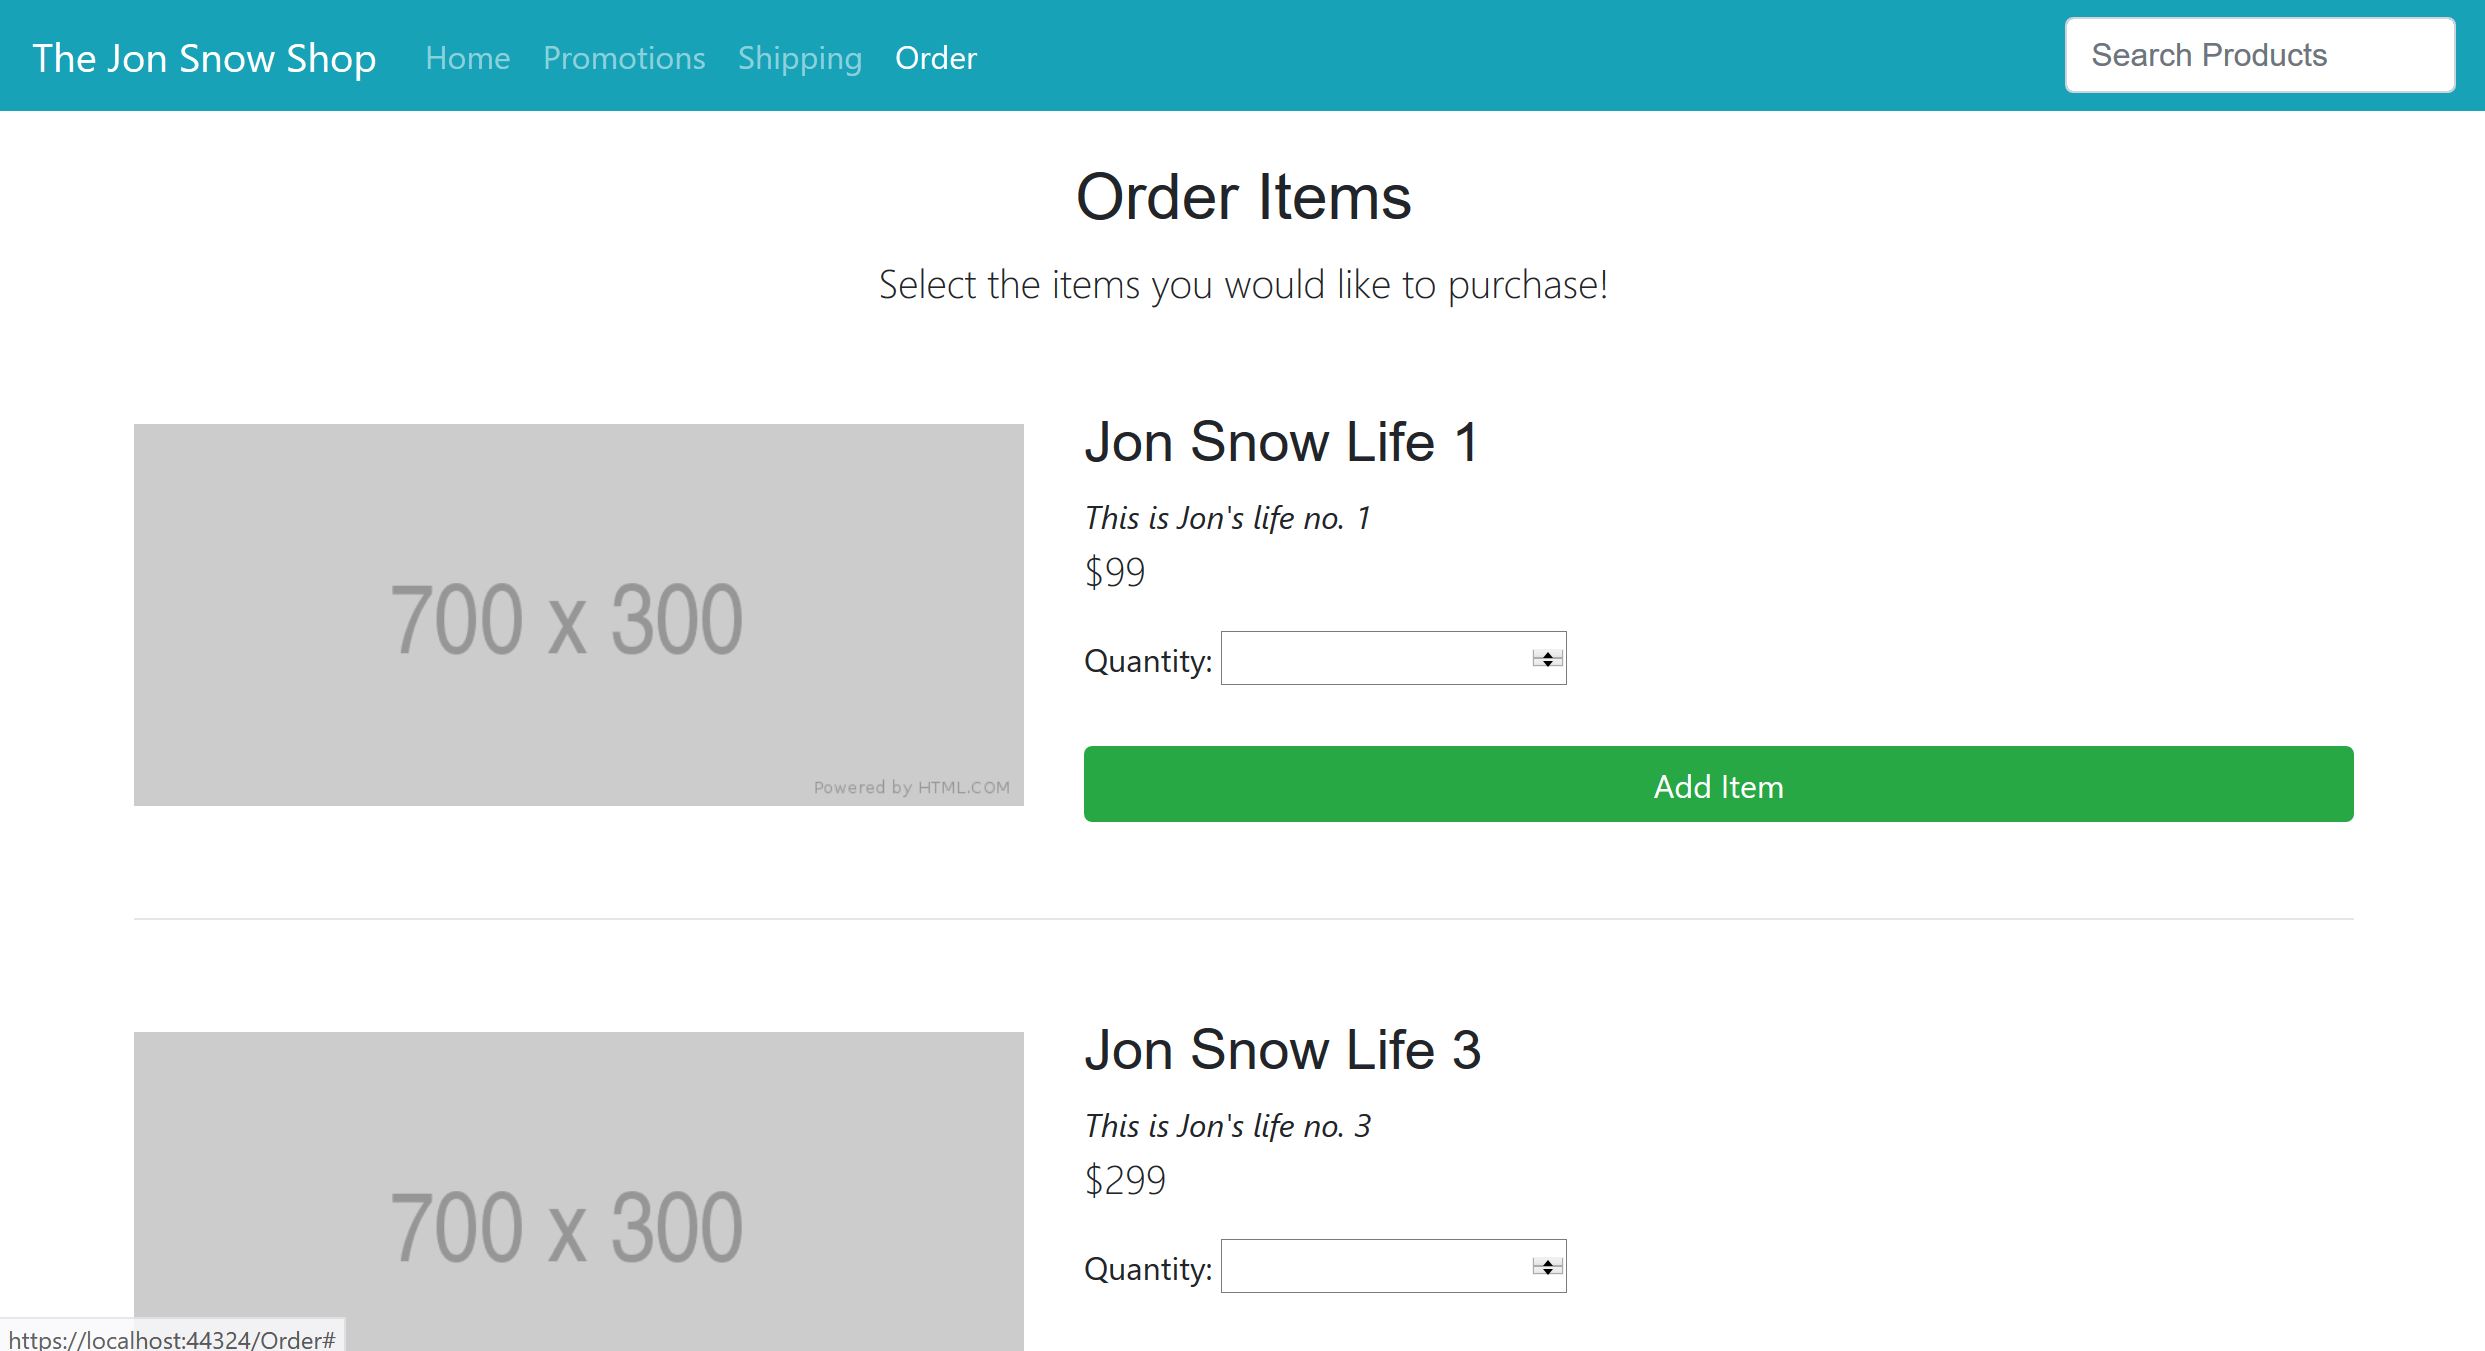 The Jon Snow Shop Home Promotions Shipping Order Search Products
Order Items
Select the items you would like to purchase!
700 x 300
Powered by HTML.COM
Jon Snow Life 1
This is Jon's life no. 1
$99
Quantity:
Add Item
700 x 300
Jon Snow Life 3
This is Jon's life no. 3
$299
Quantity:
https://localhost:44324/Order#